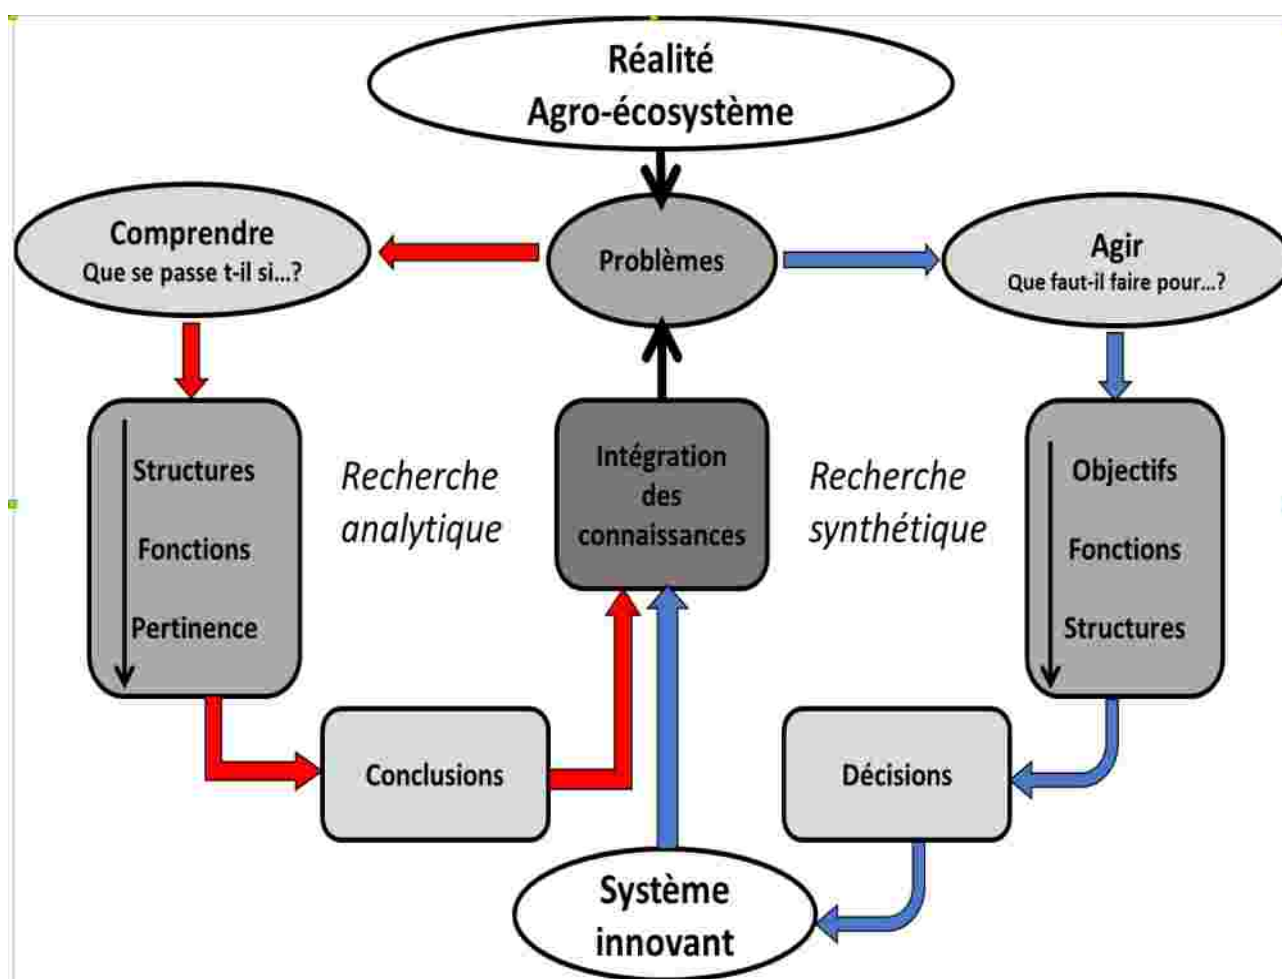 Réalité
Agro-écosystème
Comprendre
Que se passe t-il si...?
Problèmes
Agir
Que faut-il faire pour...?
Structures
Fonctions
Pertinence
Recherche
analytique
Intégration
des
connaissances
Recherche
synthétique
Objectifs
Fonctions
Structures
Conclusions
Décisions
Système
innovant